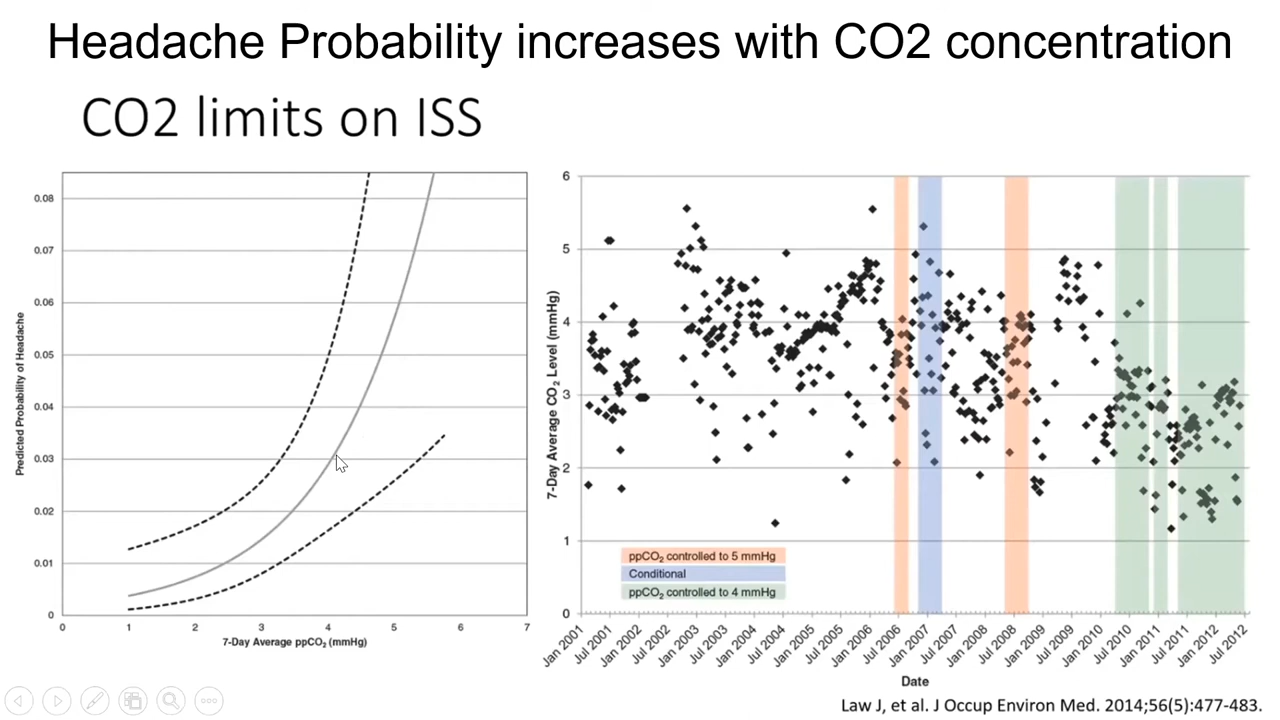 Headache Probability increases with CO2 concentration
CO2 limits on ISS
0.08
0.07
0.06
0.05
0.04
0.03
0.02
0.01
0
Predicted Probability of Headache
0 1 2 3 4 5 6 7
7-Day Average ppCO₂ (mmHg)
6
5
4
3
2
1
0
7-Day Average CO₂ Level (mmHg)
ppCO₂ controlled to 5 mmHg
Conditional
ppCO₂ controlled to 4 mmHg
Jan 2001
Jul 2001
Jan 2002
Jul 2002
Jan 2003
Jul 2003
Jan 2004
Jul 2004
Jan 2005
Jul 2005
Jan 2006
Jul 2006
Jan 2007
Jul 2007
Jan 2008
Jul 2008
Jan 2009
Jul 2009
Jan 2010
Jul 2010
Jan 2011
Jul 2011
Jan 2012
Jul 2012
Date
Law J, et al. J Occup Environ Med. 2014;56(5):477-483.